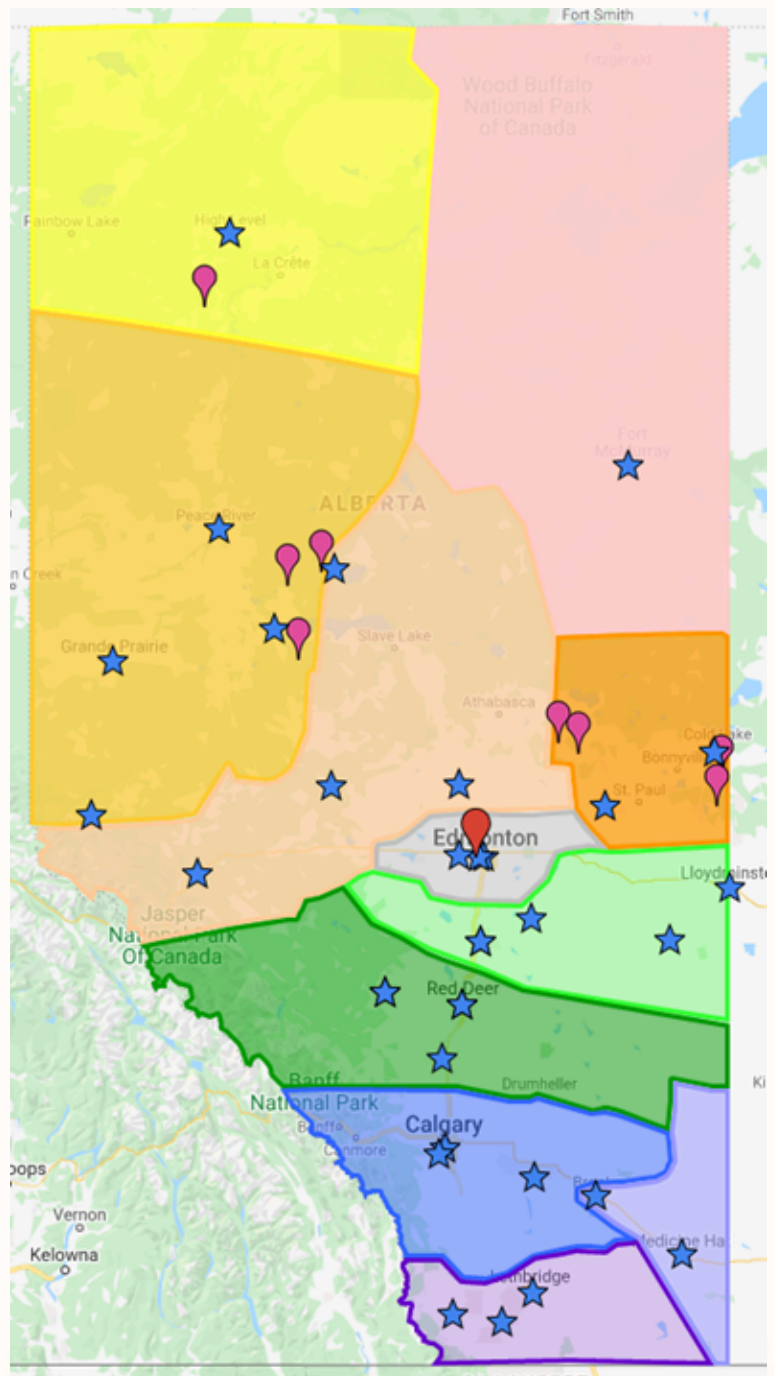 Fort Smith
Fitzgerald
Wood Buffalo
National Park
of Canada
Rainbow Lake
High Level
La Crête
Fort
McMurray
ALBERTA
Peace River
n Creek
Slave Lake
Grande Prairie
Athabasca
Cold Lake
Bonnyville
St. Paul
Edmonton
Lloydminste
Jasper
National Park
Of Canada
Red Deer
Banff
National Park
Drumheller
Ki
Calgary
Banff
Canmore
oops
Vernon
Medicine Ha
Kelowna
Lethbridge